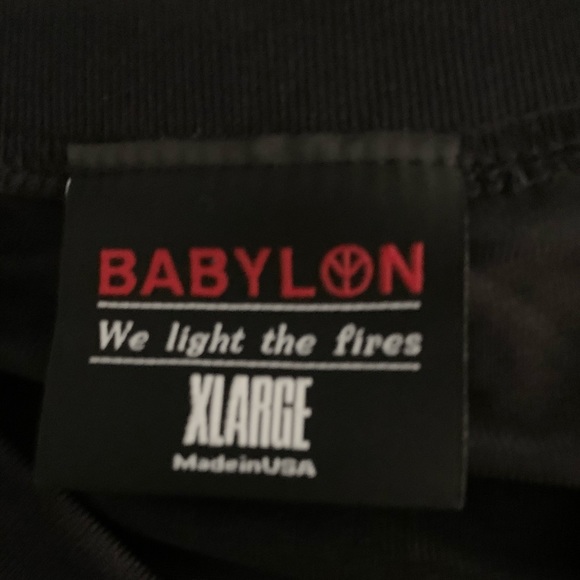 BABYLON
We light the fires
XLARGE
MadeinUSA